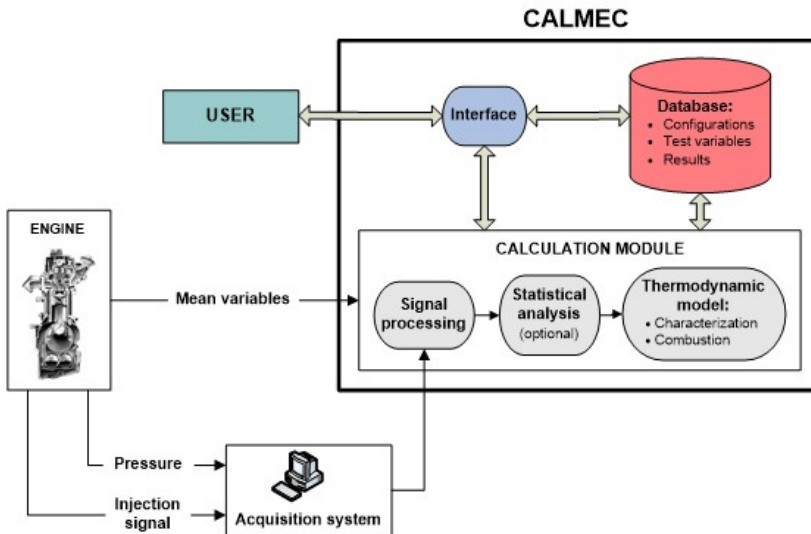 CALMEC
USER
Interface
Database:
• Configurations
• Test variables
• Results
ENGINE
CALCULATION MODULE
Mean variables
Signal
processing
Statistical
analysis
(optional)
Thermodynamic
model:
• Characterization
• Combustion
Pressure
Injection
signal
Acquisition system